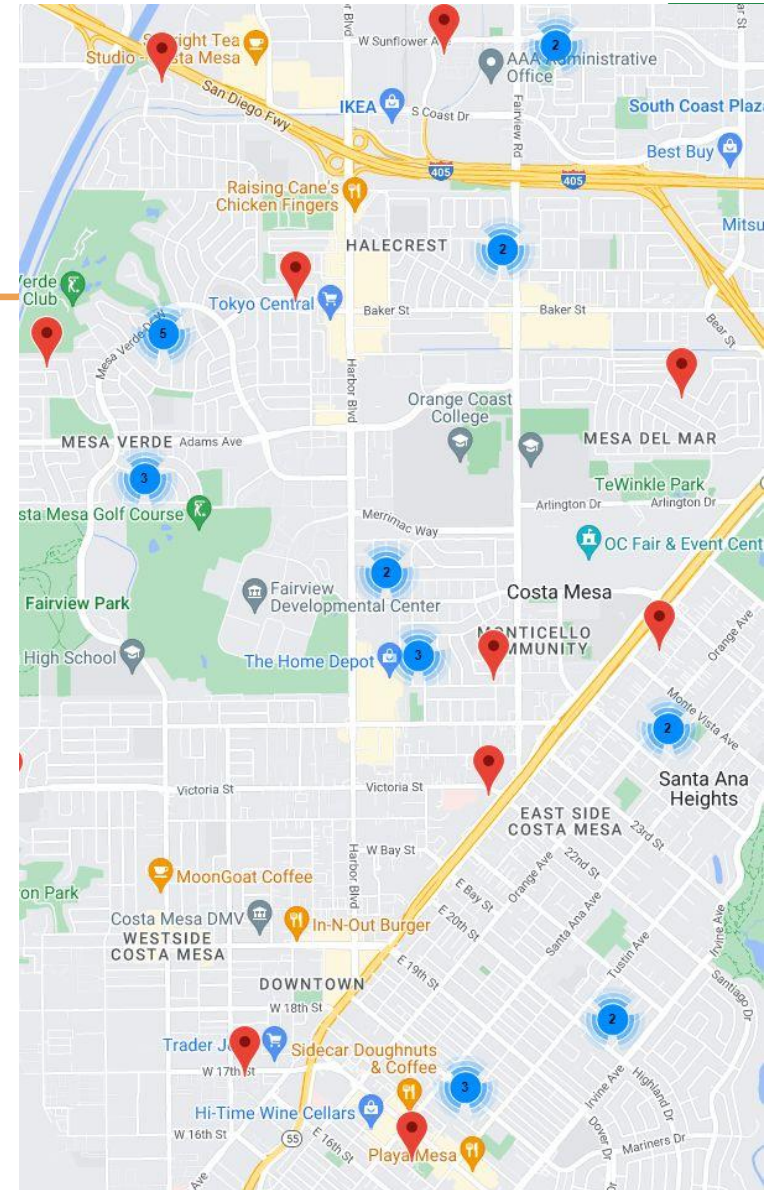 or Blvd
W Sunflower A
2
AAA Administrative
Office
ar St
Studio
sta Mesa
right Tea
San Diego Fwy
IKEA
S Coast Dr
Fairview Rd
South Coast Plaz
Best Buy
405
405
Raising Cane's
Chicken Fingers
HALECREST
2
Mitsu
Verde
Club
Tokyo Central
Baker St
Baker St
Bear St
Mesa Verde Dr W
5
Harbor Blvd
Orange Coast
College
MESA VERDE
Adams Ave
MESA DEL MAR
3
TeWinkle Park
sta Mesa Golf Course
Merrimac Way
Arlington Dr
Arlington Dr
OC Fair & Event Cent
2
Fairview Park
Fairview
Developmental Center
Costa Mesa
High School
The Home Depot
3
MONTICELLO
MMUNITY
Orange Ave
Monte Vista Ave
2
Santa Ana
Heights
Victoria St
Victoria St
EAST SIDE
COSTA MESA
23rd St
22nd St
W Bay St
Harbor Blvd
MoonGoat Coffee
E Bay St
Orange Ave
on Park
Costa Mesa DMV
In-N-Out Burger
E 20th St
Santa Ana Ave
Tustin Ave
Irvine Ave
WESTSIDE
COSTA MESA
E 19th St
Santiago Dr
DOWNTOWN
W 18th St
2
Trader J
Sidecar Doughnuts
& Coffee
W 17th St
3
Irvine Ave
Highland Dr
Hi-Time Wine Cellars
Dover Dr
Mariners Dr
W 16th St
55
E 16th St
Playa Mesa
Ave